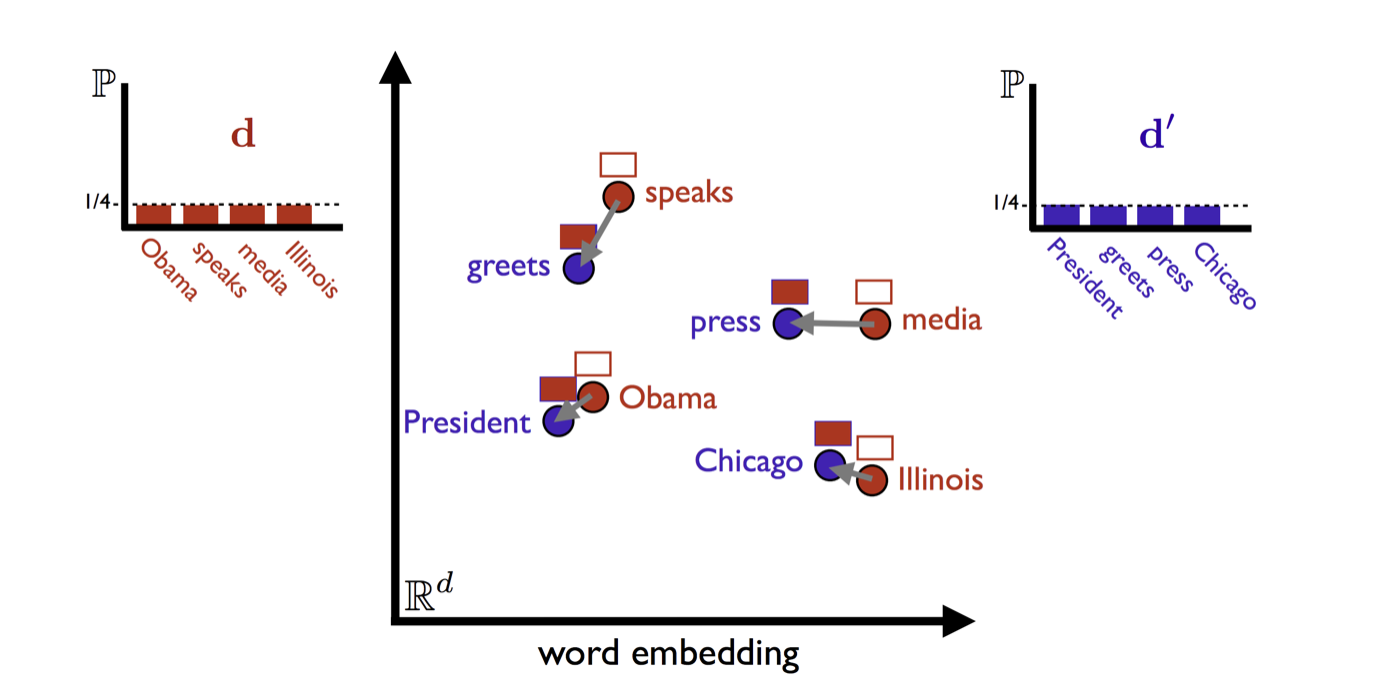 ℙ
d
1/4
Obama
speaks
media
Illinois
speaks
greets
press
media
Obama
President
Chicago
Illinois
ℝᵈ
word embedding
ℙ
d′
1/4
President
greets
press
Chicago